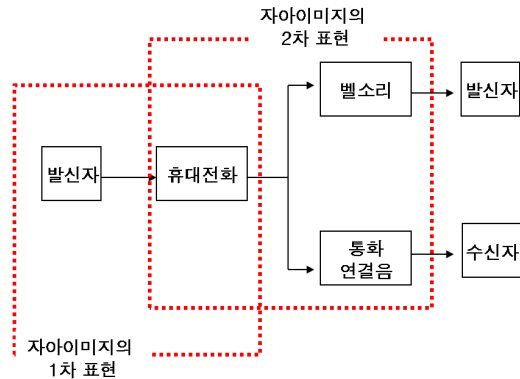 자아이미지의
2차 표현
벨소리
발신자
발신자
휴대전화
통화
연결음
수신자
자아이미지의
1차 표현